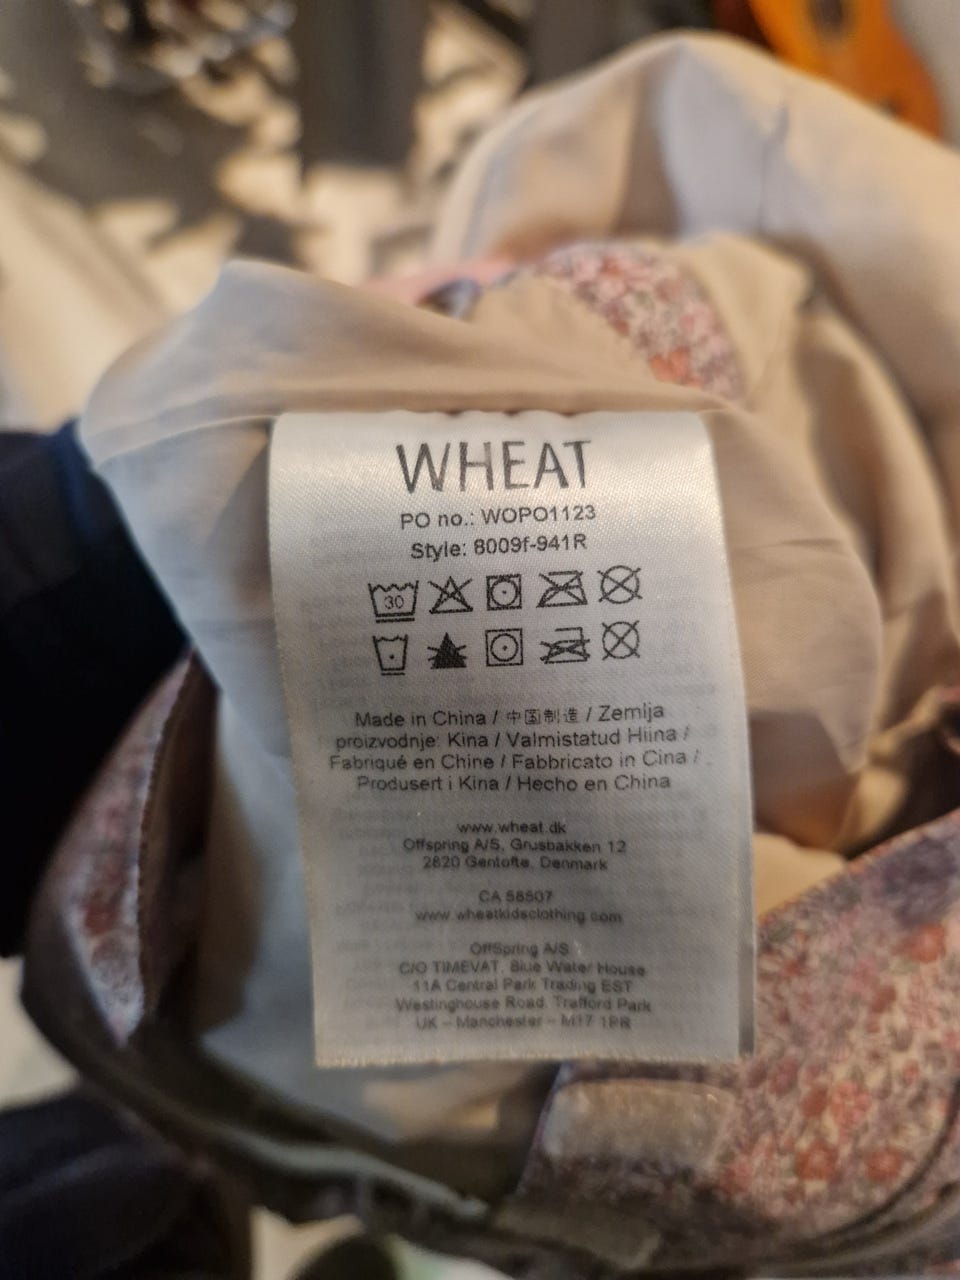 WHEAT
PO no.: WOPO1123
Style: 8009f-941R
30
Made in China / 中国制造 / Zemlja
proizvodnje: Kina / Valmistatud Hiina /
Fabriqué en Chine / Fabbricato in Cina /
Produsert i Kina / Hecho en China
www.wheat.dk
Offspring A/S, Grusbakken 12
2820 Gentofte, Denmark
CA 58507
www.wheatkidsclothing.com
OffSpring A/S
C/O TIMEVAT, Blue Water House
11A Central Park Trading EST
Westinghouse Road, Trafford Park
UK – Manchester – M17 1PR